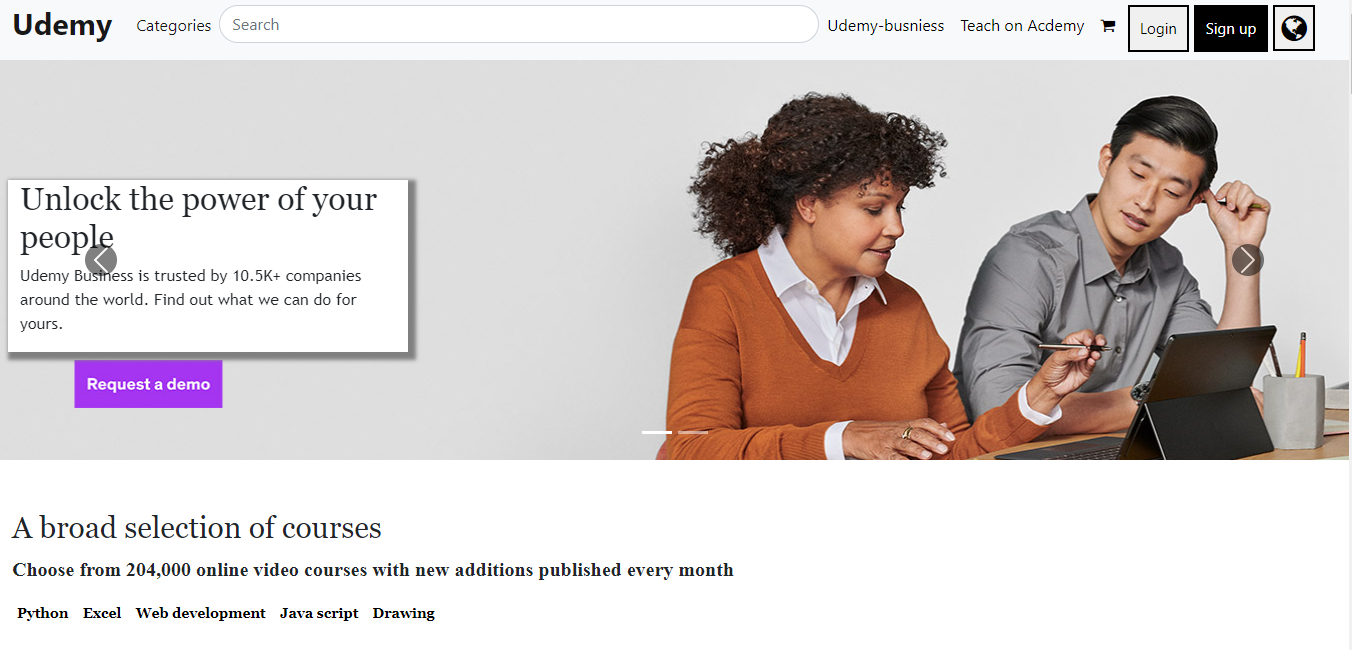 Udemy Categories Search Udemy-busniess Teach on Acdemy Login Sign up
Unlock the power of your
people
Udemy Business is trusted by 10.5K+ companies
around the world. Find out what we can do for
yours.
Request a demo
A broad selection of courses
Choose from 204,000 online video courses with new additions published every month
Python Excel Web development Java script Drawing